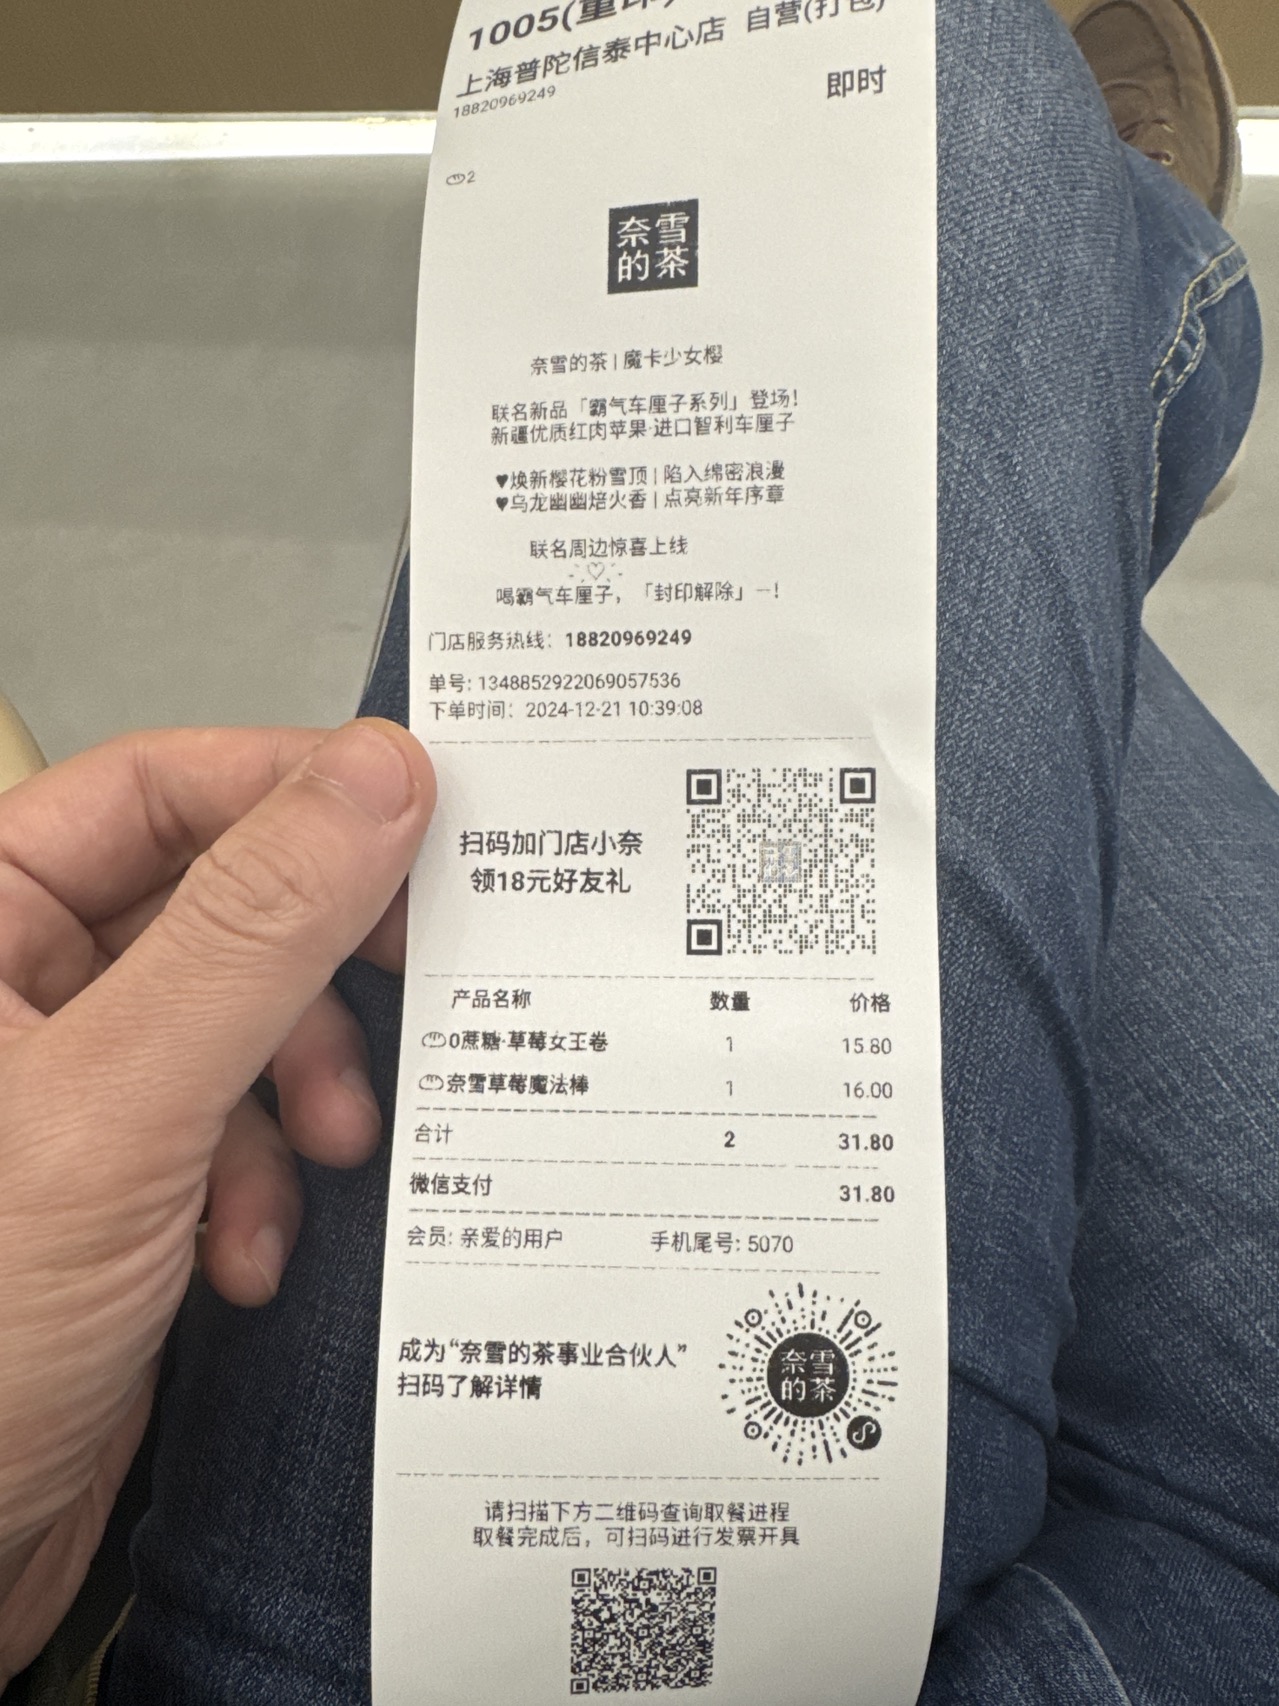 1005(重印)
上海普陀信泰中心店 自营(打包)
18820969249 即时
2
奈雪
的茶
奈雪的茶 | 魔卡少女樱
联名新品「霸气车厘子系列」登场!
新疆优质红肉苹果·进口智利车厘子
♥焕新樱花粉雪顶 | 陷入绵密浪漫
♥乌龙幽幽焙火香 | 点亮新年序章
联名周边惊喜上线
喝霸气车厘子，「封印解除」—!
门店服务热线：18820969249
单号: 1348852922069057536
下单时间：2024-12-21 10:39:08
扫码加门店小奈
领18元好友礼
产品名称 数量 价格
0蔗糖·草莓女王卷 1 15.80
奈雪草莓魔法棒 1 16.00
合计 2 31.80
微信支付 31.80
会员: 亲爱的用户 手机尾号: 5070
成为“奈雪的茶事业合伙人”
扫码了解详情
奈雪
的茶
请扫描下方二维码查询取餐进程
取餐完成后，可扫码进行发票开具